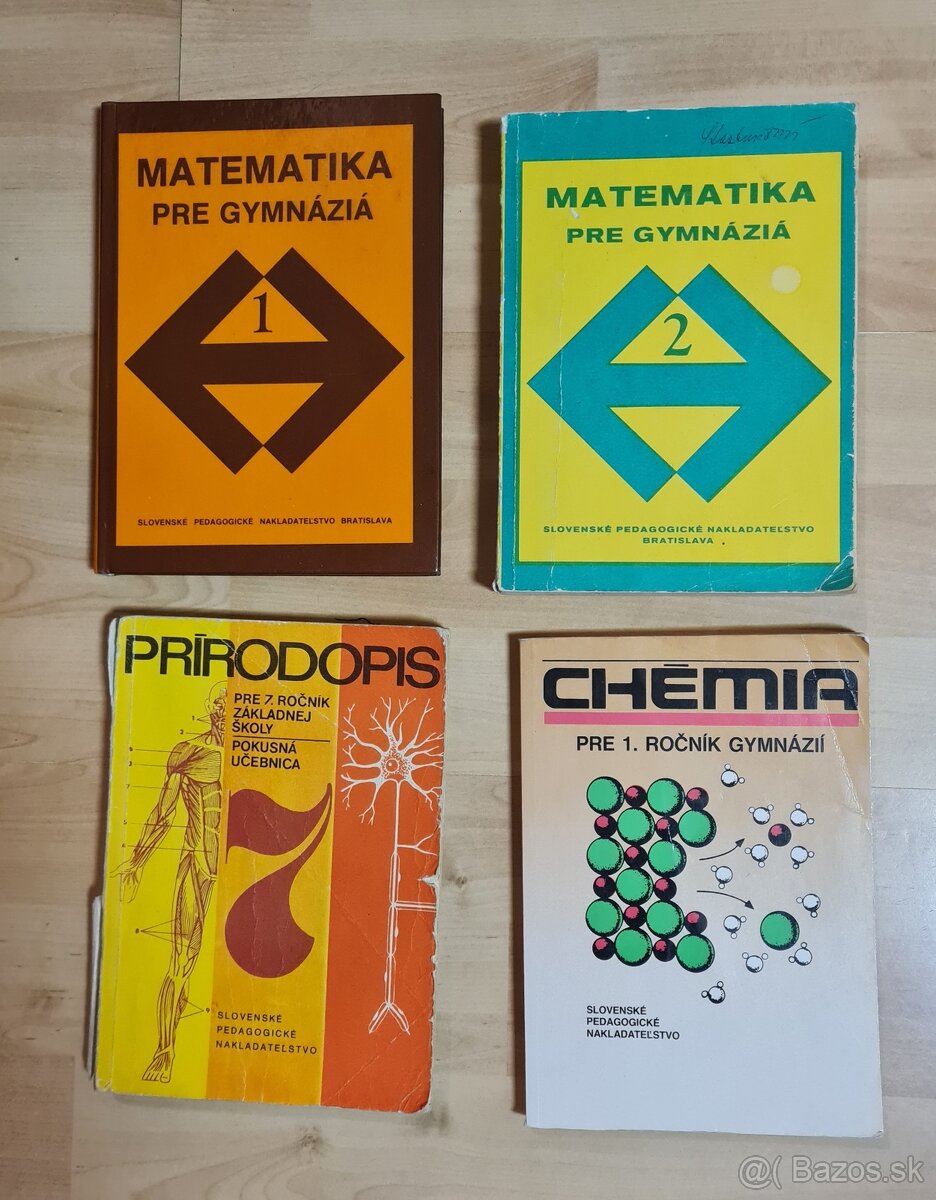 MATEMATIKA
PRE GYMNÁZIÁ
1
SLOVENSKÉ PEDAGOGICKÉ NAKLADATEĽSTVO BRATISLAVA
MATEMATIKA
PRE GYMNÁZIÁ
2
SLOVENSKÉ PEDAGOGICKÉ NAKLADATEĽSTVO
BRATISLAVA
PRÍRODOPIS
PRE 7. ROČNÍK
ZÁKLADNEJ
ŠKOLY
POKUSNÁ
UČEBNICA
7
SLOVENSKÉ
PEDAGOGICKÉ
NAKLADATEĽSTVO
CHÉMIA
PRE 1. ROČNÍK GYMNÁZIÍ
SLOVENSKÉ
PEDAGOGICKÉ
NAKLADATEĽSTVO
@( Bazos.sk